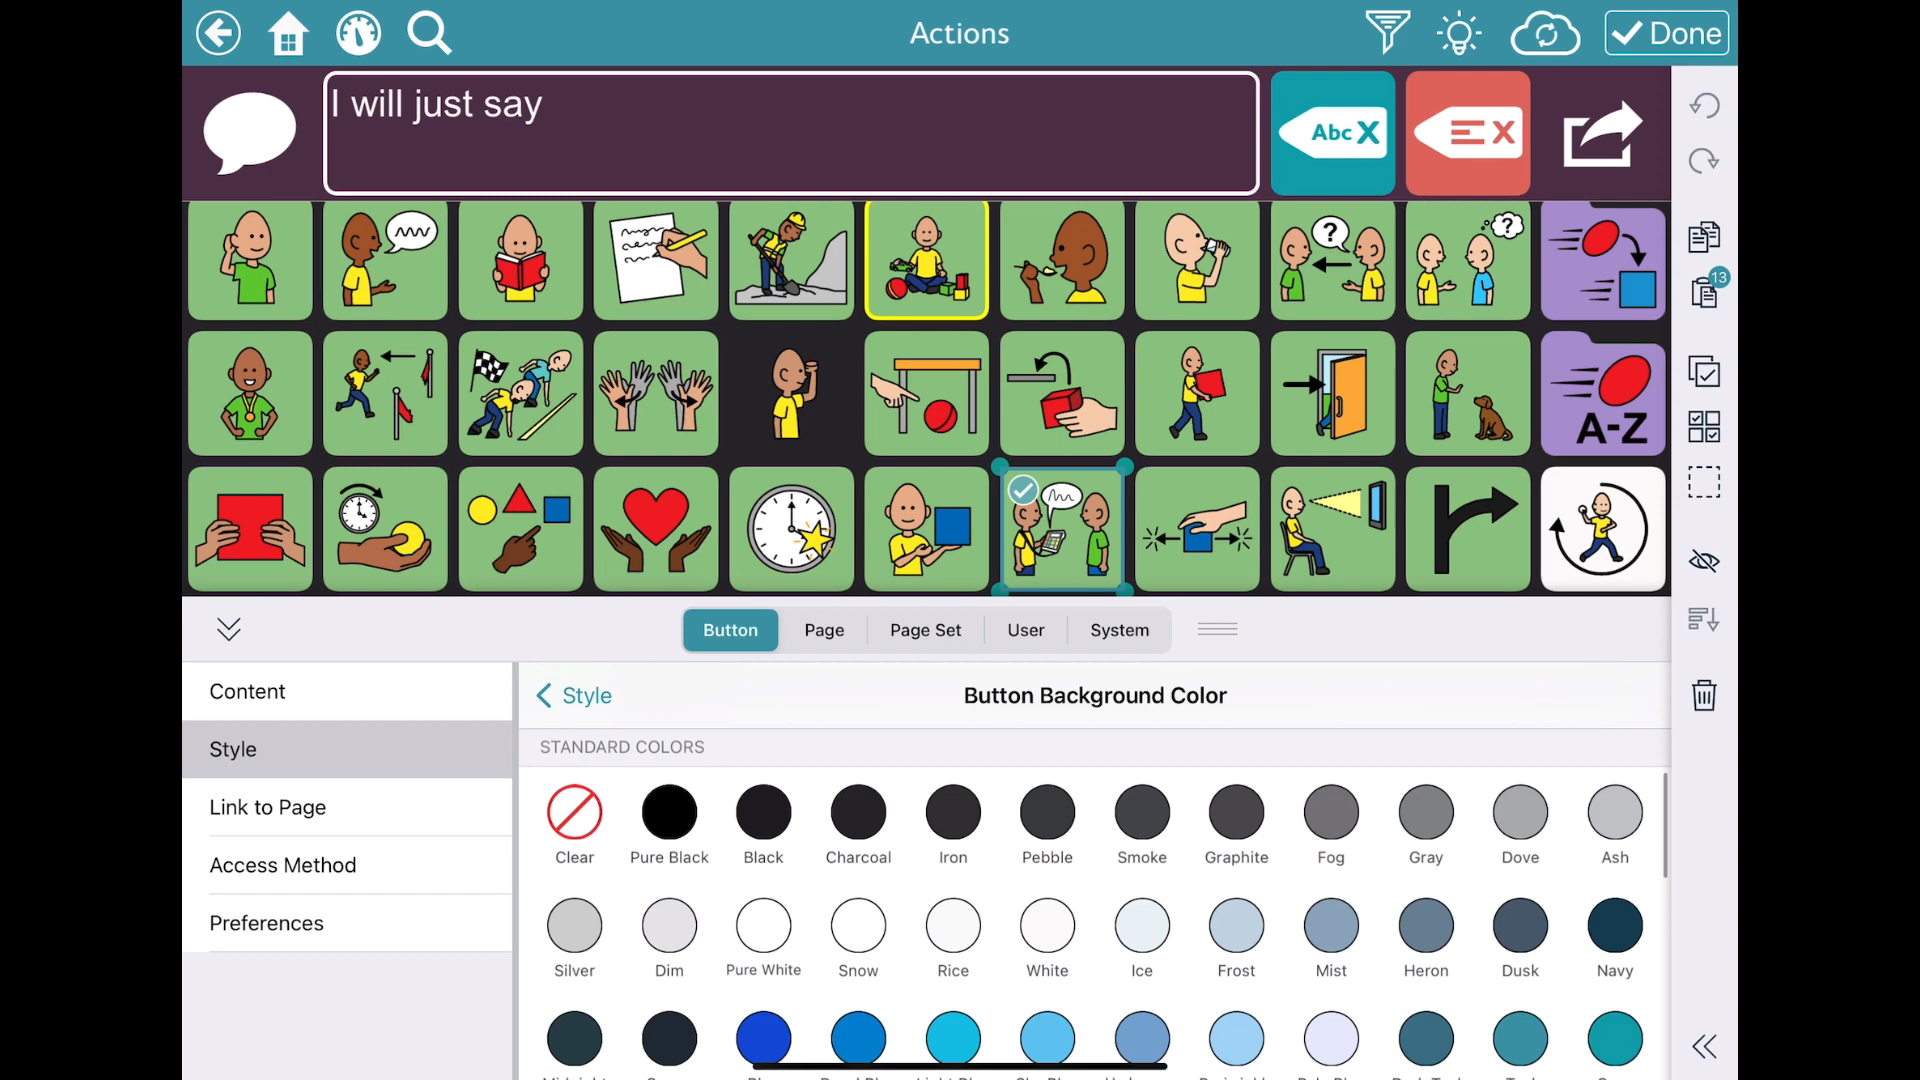 Actions
Done
I will just say
Abc X
X
?
?
13
A-Z
Button
Page
Page Set
User
System
Content
Style
Link to Page
Access Method
Preferences
Style
Button Background Color
STANDARD COLORS
Clear
Pure Black
Black
Charcoal
Iron
Pebble
Smoke
Graphite
Fog
Gray
Dove
Ash
Silver
Dim
Pure White
Snow
Rice
White
Ice
Frost
Mist
Heron
Dusk
Navy